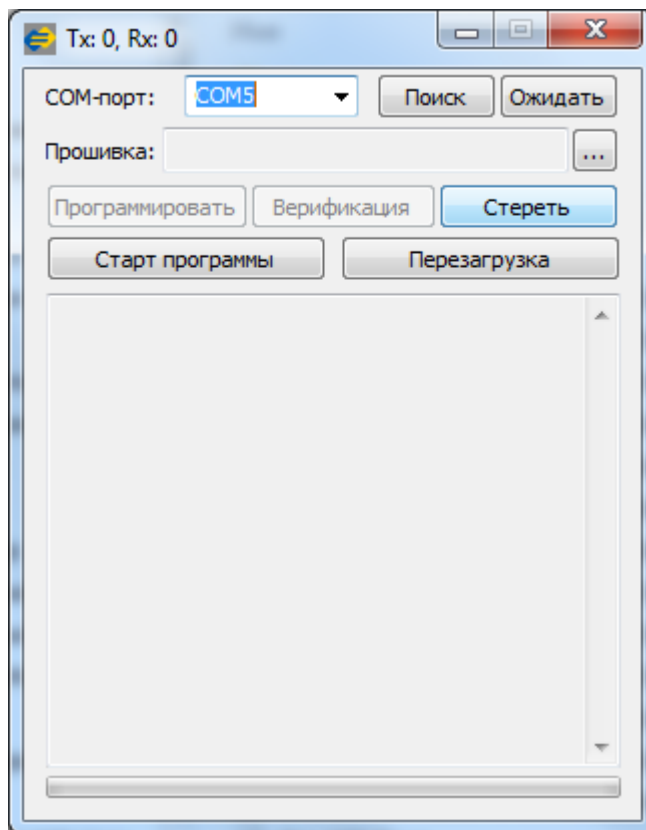 Tx: 0, Rx: 0
COM-порт: COM5 Поиск Ожидать
Прошивка: ...
Программировать Верификация Стереть
Старт программы Перезагрузка